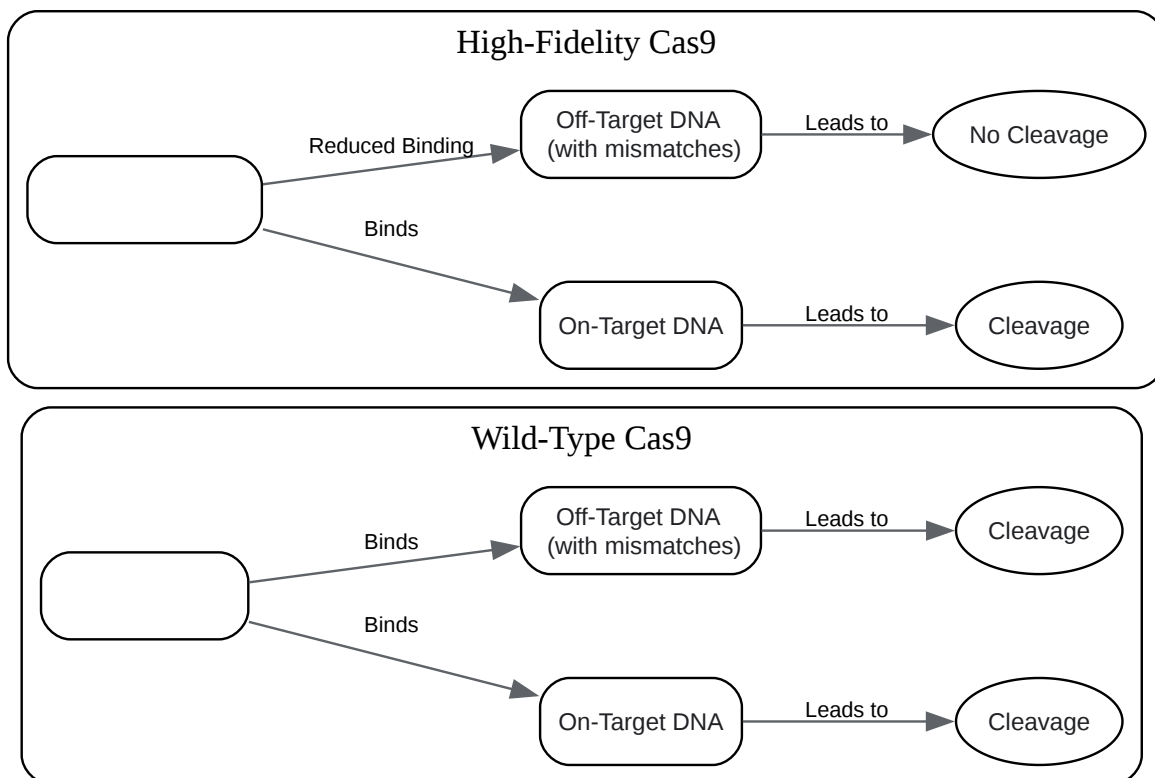 High-Fidelity Cas9
Reduced Binding
Off-Target DNA
(with mismatches)
Leads to
No Cleavage
Binds
On-Target DNA
Leads to
Cleavage
Wild-Type Cas9
Binds
Off-Target DNA
(with mismatches)
Leads to
Cleavage
Binds
On-Target DNA
Leads to
Cleavage